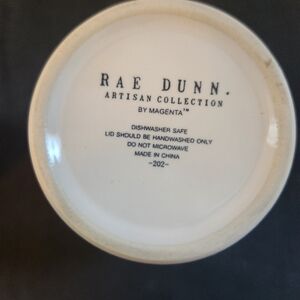 RAE DUNN.
ARTISAN COLLECTION
BY MAGENTA™
DISHWASHER SAFE
LID SHOULD BE HANDWASHED ONLY
DO NOT MICROWAVE
MADE IN CHINA
-202-